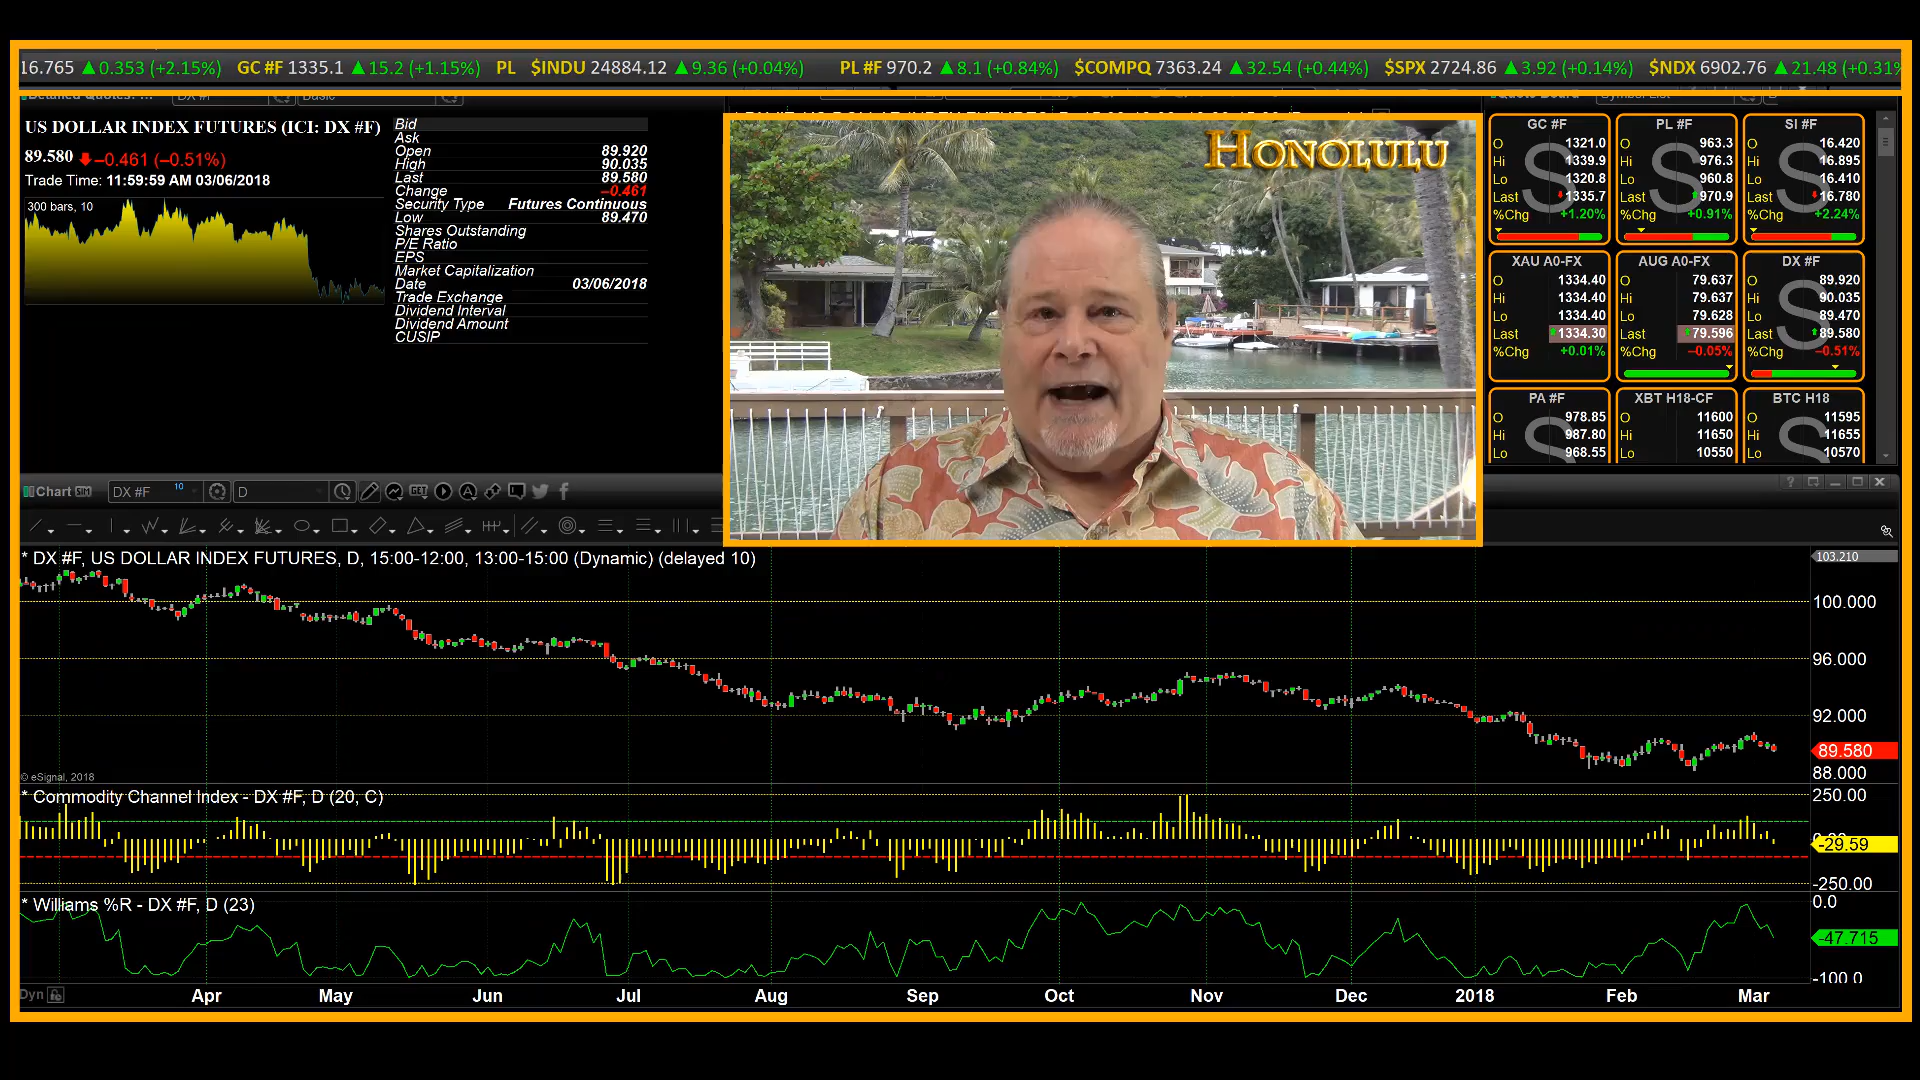 16.765 ▲0.353 (+2.15%) GC #F 1335.1 ▲15.2 (+1.15%) PL $INDU 24884.12 ▲9.36 (+0.04%) PL #F 970.2 ▲8.1 (+0.84%) $COMPQ 7363.24 ▲32.54 (+0.44%) $SPX 2724.86 ▲3.92 (+0.14%) $NDX 6902.76 ▲21.48 (+0.31%
US DOLLAR INDEX FUTURES (ICI: DX #F)
89.580 -0.461 (-0.51%)
Trade Time: 11:59:59 AM 03/06/2018
300 bars, 10
Bid
Ask
Open 89.920
High 90.035
Last 89.580
Change -0.461
Security Type Futures Continuous
Low 89.470
Shares Outstanding
P/E Ratio
EPS
Market Capitalization
Date 03/06/2018
Trade Exchange
Dividend Interval
Dividend Amount
CUSIP
HONOLULU
GC #F
O 1321.0
Hi 1339.9
Lo 1320.8
Last 1335.7
%Chg +1.20%
PL #F
O 963.3
Hi 976.3
Lo 960.8
Last 970.9
%Chg +0.91%
SI #F
O 16.420
Hi 16.895
Lo 16.410
Last 16.780
%Chg +2.24%
XAU A0-FX
O 1334.40
Hi 1334.40
Lo 1334.40
Last 1334.30
%Chg +0.01%
AUG A0-FX
O 79.637
Hi 79.637
Lo 79.628
Last 79.596
%Chg -0.05%
DX #F
O 89.920
Hi 90.035
Lo 89.470
Last 89.580
%Chg -0.51%
PA #F
O 978.85
Hi 987.80
Lo 968.55
XBT H18-CF
O 11600
Hi 11650
Lo 10550
BTC H18
O 11595
Hi 11655
Lo 10570
Chart SIM DX #F 10 D GET
* DX #F, US DOLLAR INDEX FUTURES, D, 15:00-12:00, 13:00-15:00 (Dynamic) (delayed 10)
103.210
100.000
96.000
92.000
89.580
88.000
© eSignal, 2018
* Commodity Channel Index - DX #F, D (20, C)
250.00
-29.59
-250.00
* Williams %R - DX #F, D (23)
0.0
-47.715
-100.0
Dyn
Apr May Jun Jul Aug Sep Oct Nov Dec 2018 Feb Mar